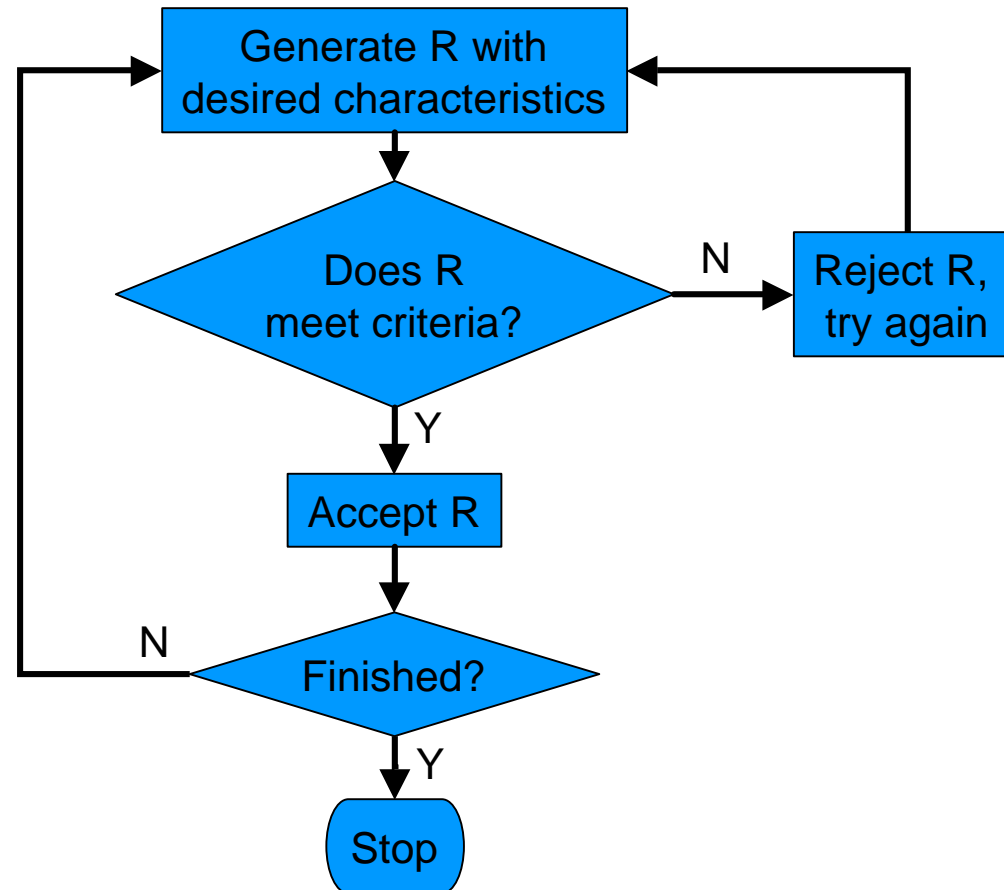 Generate R with
desired characteristics
Does R
meet criteria?
N
Reject R,
try again
Y
Accept R
N
Finished?
Y
Stop